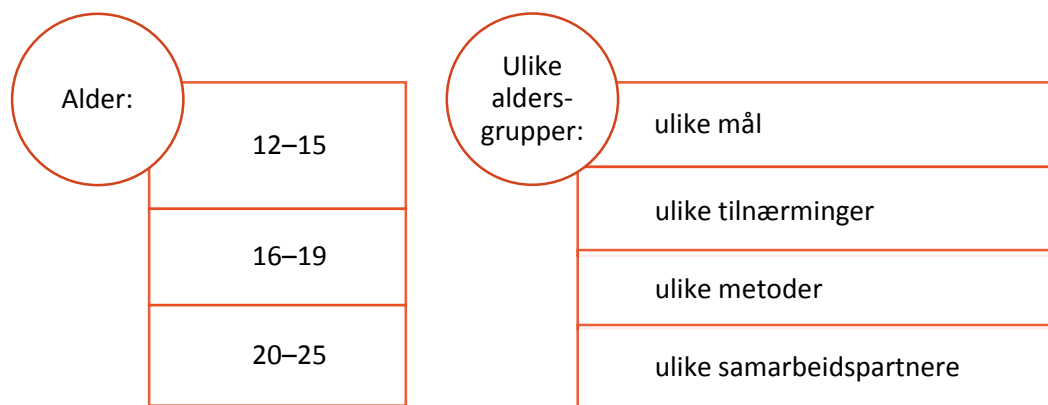 Alder:
12–15
16–19
20–25
Ulike
alders-
grupper:
ulike mål
ulike tilnærminger
ulike metoder
ulike samarbeidspartnere